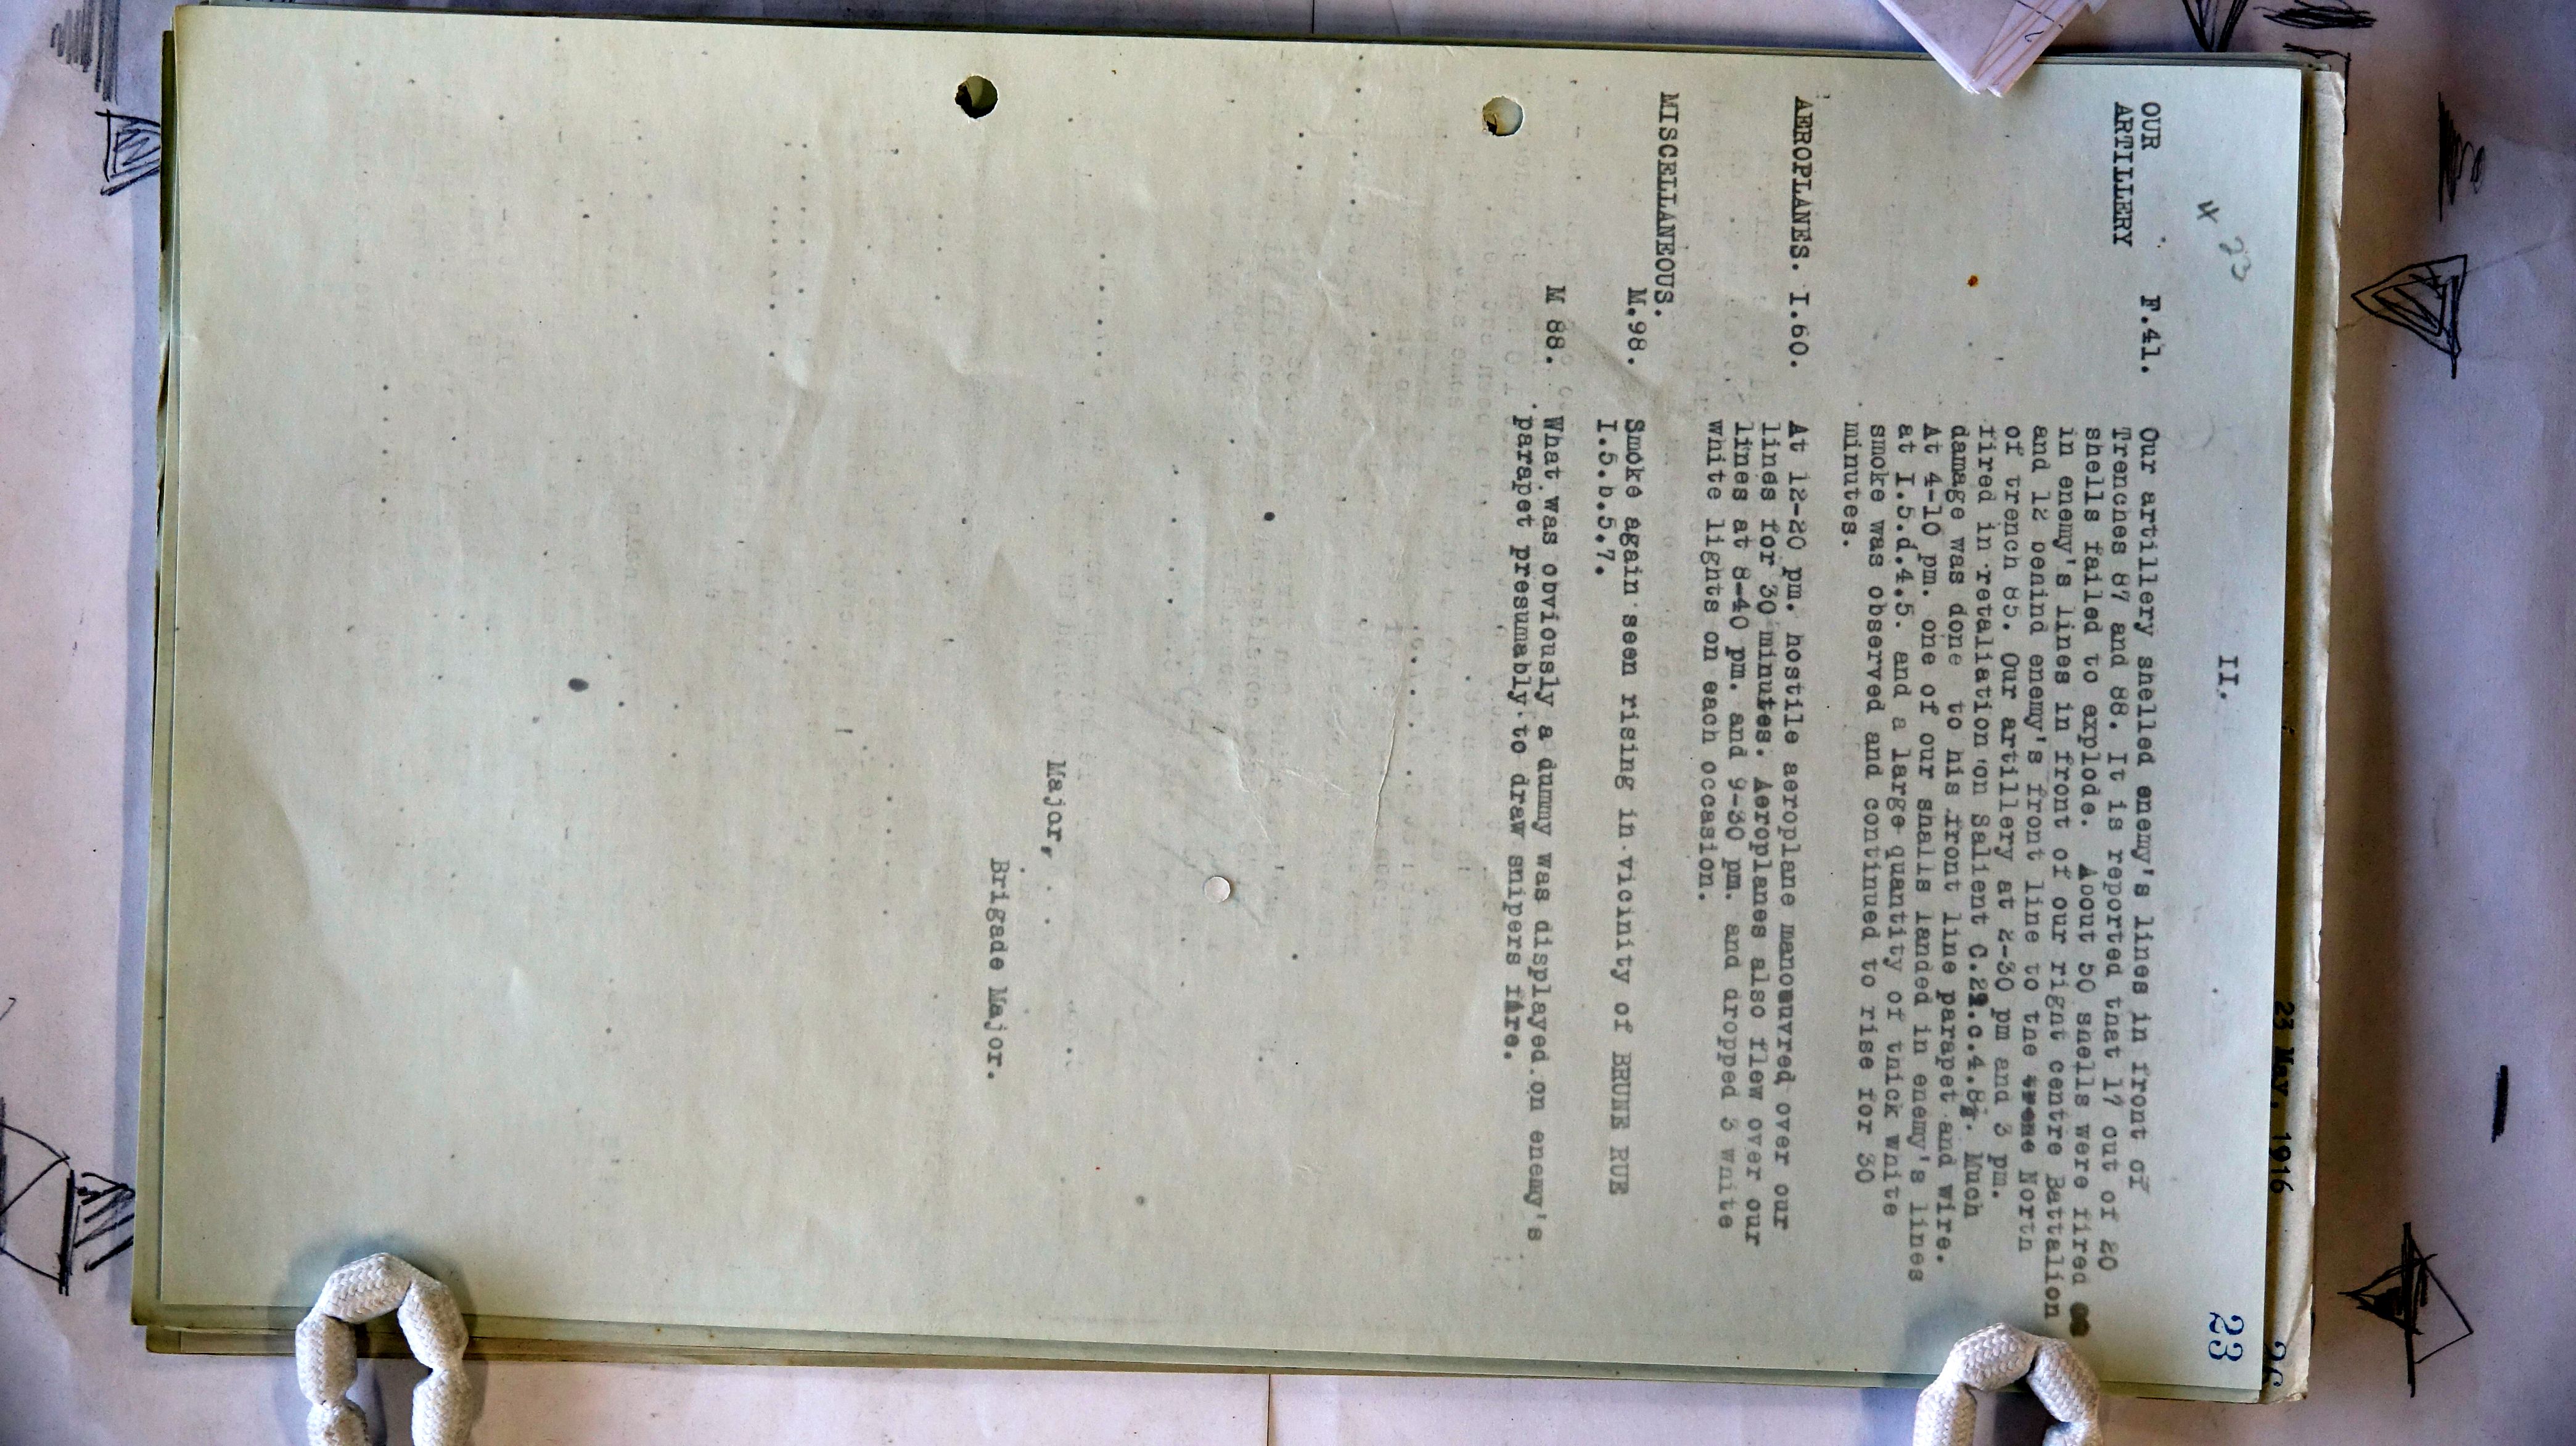 23 May, 1916
II.
23
OUR
ARTILLERY
F.41.
Our artillery shelled enemy's lines in front of
Trenches 87 and 88. It is reported that 17 out of 20
shells failed to explode. About 50 shells were fired
in enemy's lines in front of our right centre Battalion
and 12 behind enemy's front line to the North
of trench 85. Our artillery at 2-30 pm and 3 pm.
fired in retaliation on Salient C.29.c.4.8½. Much
damage was done to his front line parapet and wire.
At 4-10 pm. one of our shalls landed in enemy's lines
at I.5.d.4.5. and a large quantity of thick white
smoke was observed and continued to rise for 30
minutes.
AEROPLANES. I.60.
At 12-20 pm. hostile aeroplane manoeuvred over our
lines for 30 minutes. Aeroplanes also flew over our
lines at 8-40 pm. and 9-30 pm. and dropped 3 white
white lights on each occasion.
MISCELLANEOUS.
M.98.
Smoke again seen rising in vicinity of BRUNE RUE
I.5.b.5.7.
M 88.
What was obviously a dummy was displayed on enemy's
parapet presumably to draw snipers fire.
Major,
Brigade Major.